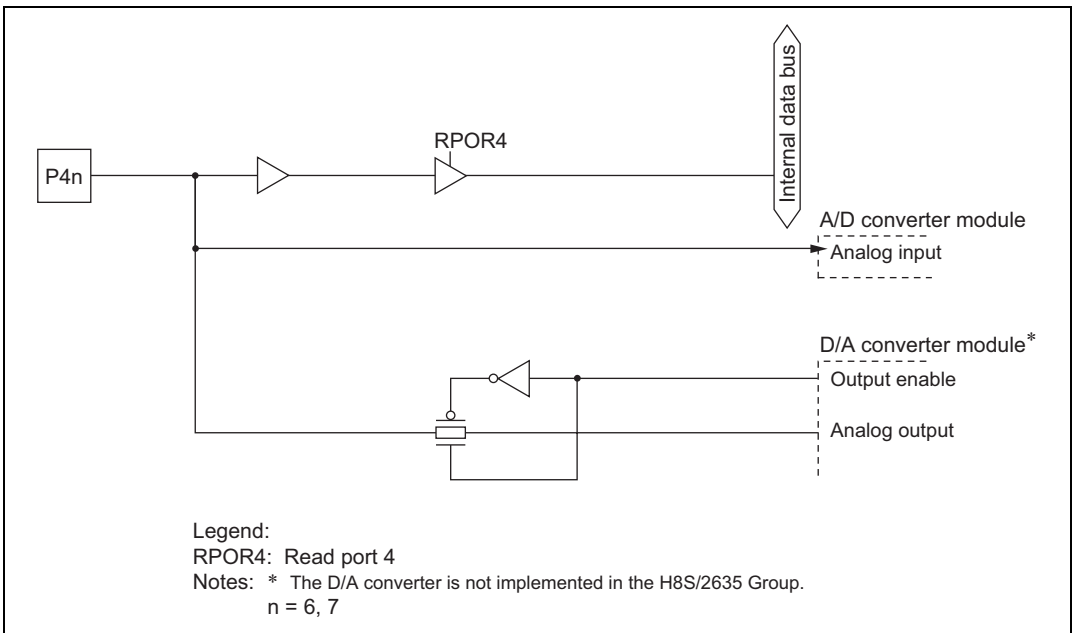 RPOR4
P4n
Internal data bus
A/D converter module
Analog input
D/A converter module*
Output enable
Analog output
Legend:
RPOR4: Read port 4
Notes: * The D/A converter is not implemented in the H8S/2635 Group.
n = 6, 7